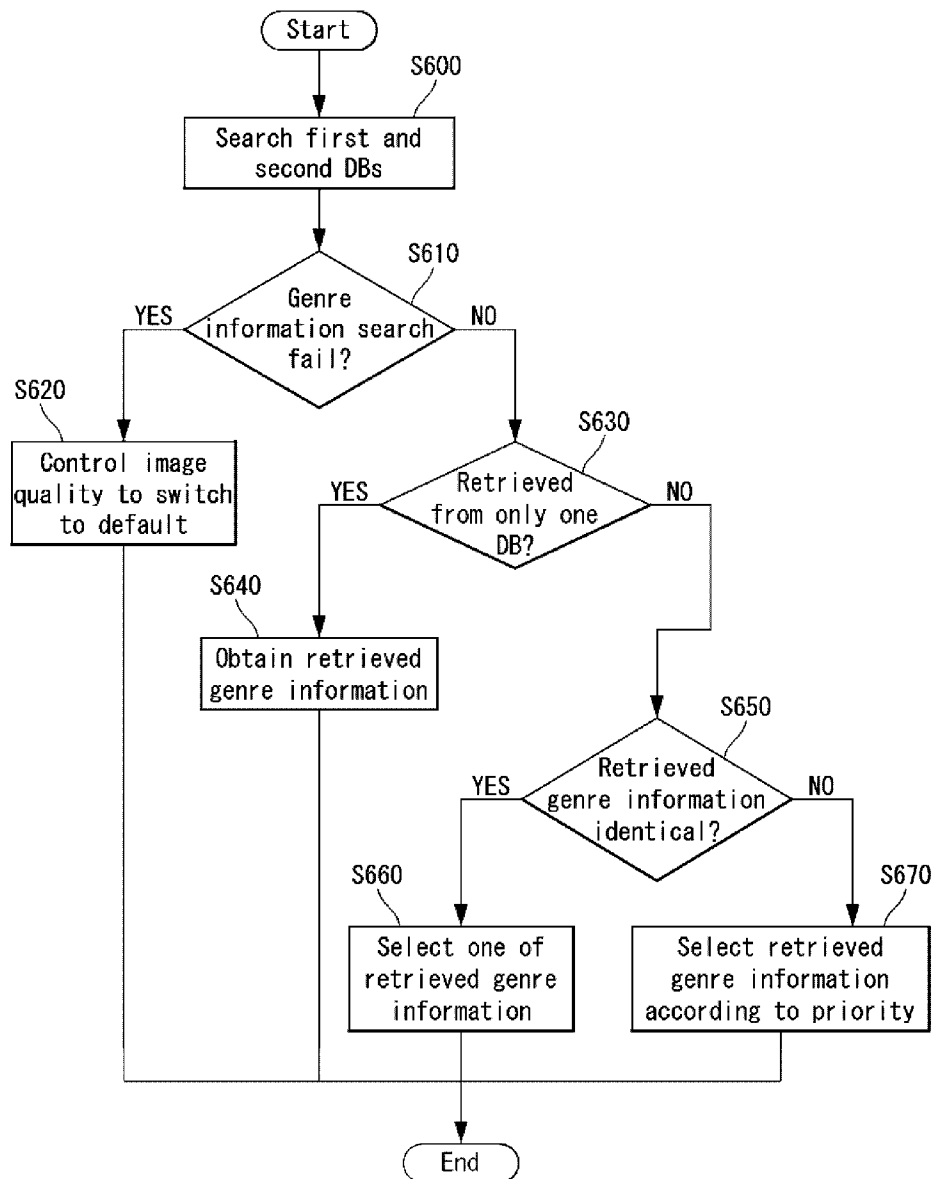 Start
S600
Search first and
second DBs
S610
Genre
information search
fail?
YES
NO
S620
Control image
quality to switch
to default
S630
Retrieved
from only one
DB?
YES
NO
S640
Obtain retrieved
genre information
S650
Retrieved
genre information
identical?
YES
NO
S660
Select one of
retrieved genre
information
S670
Select retrieved
genre information
according to priority
End